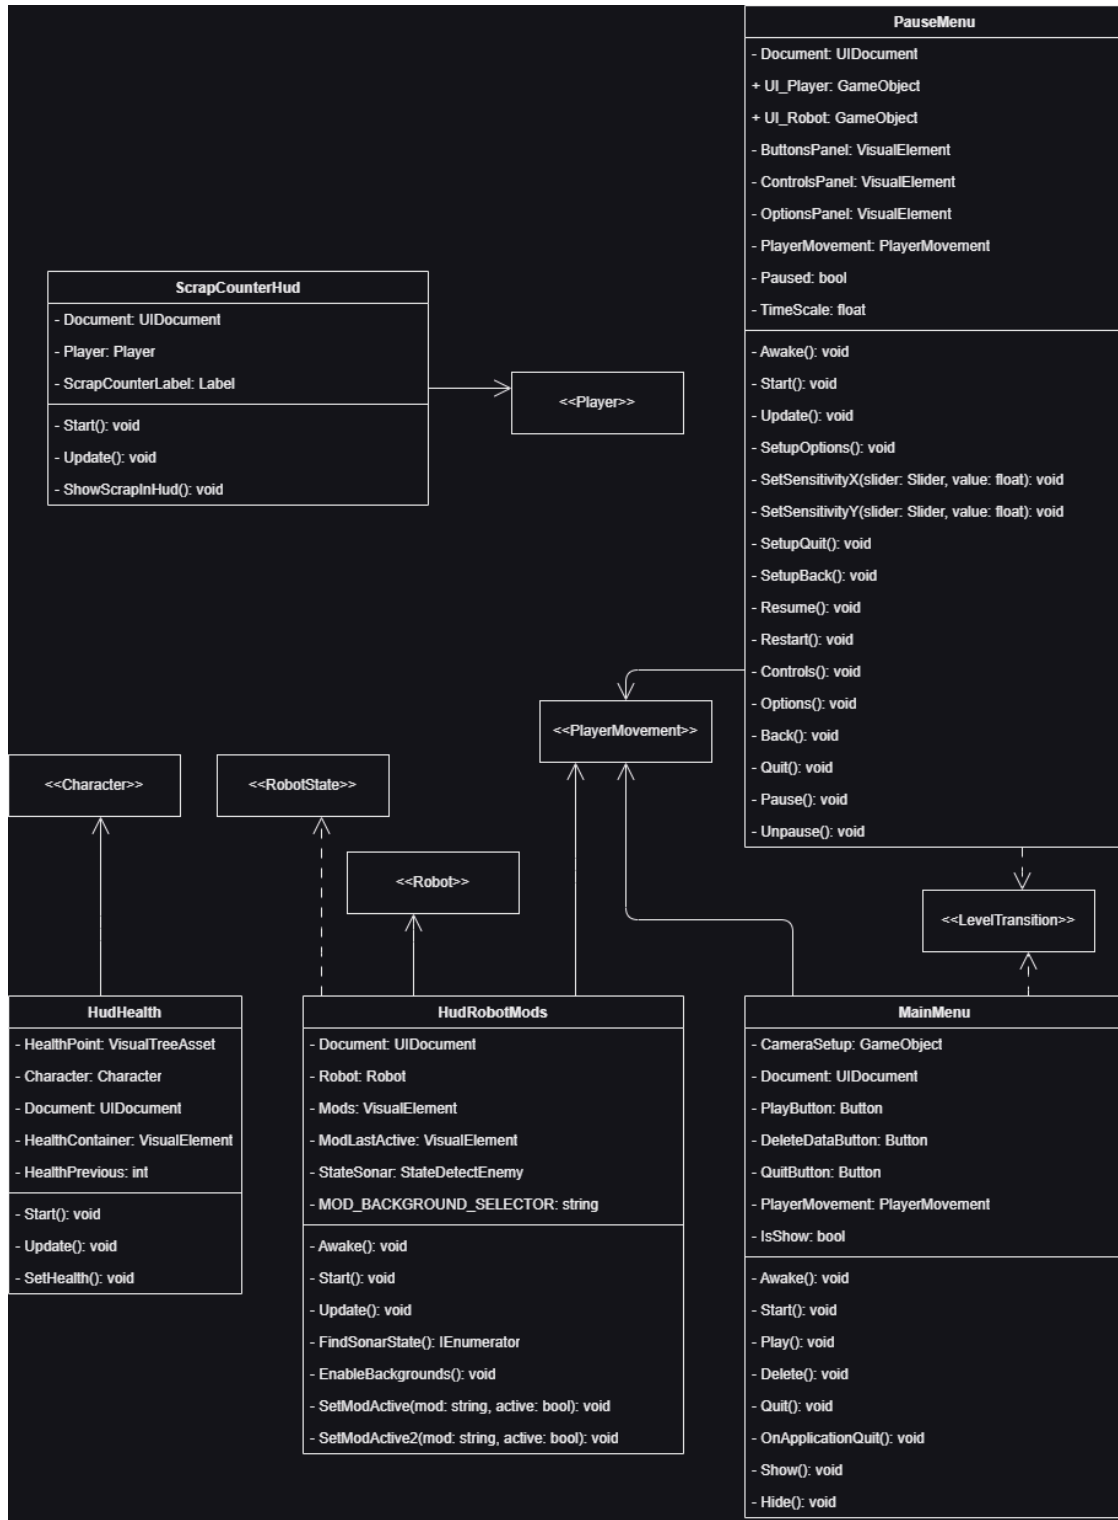 PauseMenu
- Document: UIDocument
+ UI_Player: GameObject
+ UI_Robot: GameObject
- ButtonsPanel: VisualElement
- ControlsPanel: VisualElement
- OptionsPanel: VisualElement
- PlayerMovement: PlayerMovement
- Paused: bool
- TimeScale: float
- Awake(): void
- Start(): void
- Update(): void
- SetupOptions(): void
- SetSensitivityX(slider: Slider, value: float): void
- SetSensitivityY(slider: Slider, value: float): void
- SetupQuit(): void
- SetupBack(): void
- Resume(): void
- Restart(): void
- Controls(): void
- Options(): void
- Back(): void
- Quit(): void
- Pause(): void
- Unpause(): void
ScrapCounterHud
- Document: UIDocument
- Player: Player
- ScrapCounterLabel: Label
- Start(): void
- Update(): void
- ShowScrapInHud(): void
<<Player>>
<<PlayerMovement>>
<<Character>>
<<RobotState>>
<<Robot>>
<<LevelTransition>>
HudHealth
- HealthPoint: VisualTreeAsset
- Character: Character
- Document: UIDocument
- HealthContainer: VisualElement
- HealthPrevious: int
- Start(): void
- Update(): void
- SetHealth(): void
HudRobotMods
- Document: UIDocument
- Robot: Robot
- Mods: VisualElement
- ModLastActive: VisualElement
- StateSonar: StateDetectEnemy
- MOD_BACKGROUND_SELECTOR: string
- Awake(): void
- Start(): void
- Update(): void
- FindSonarState(): IEnumerator
- EnableBackgrounds(): void
- SetModActive(mod: string, active: bool): void
- SetModActive2(mod: string, active: bool): void
MainMenu
- CameraSetup: GameObject
- Document: UIDocument
- PlayButton: Button
- DeleteDataButton: Button
- QuitButton: Button
- PlayerMovement: PlayerMovement
- IsShow: bool
- Awake(): void
- Start(): void
- Play(): void
- Delete(): void
- Quit(): void
- OnApplicationQuit(): void
- Show(): void
- Hide(): void